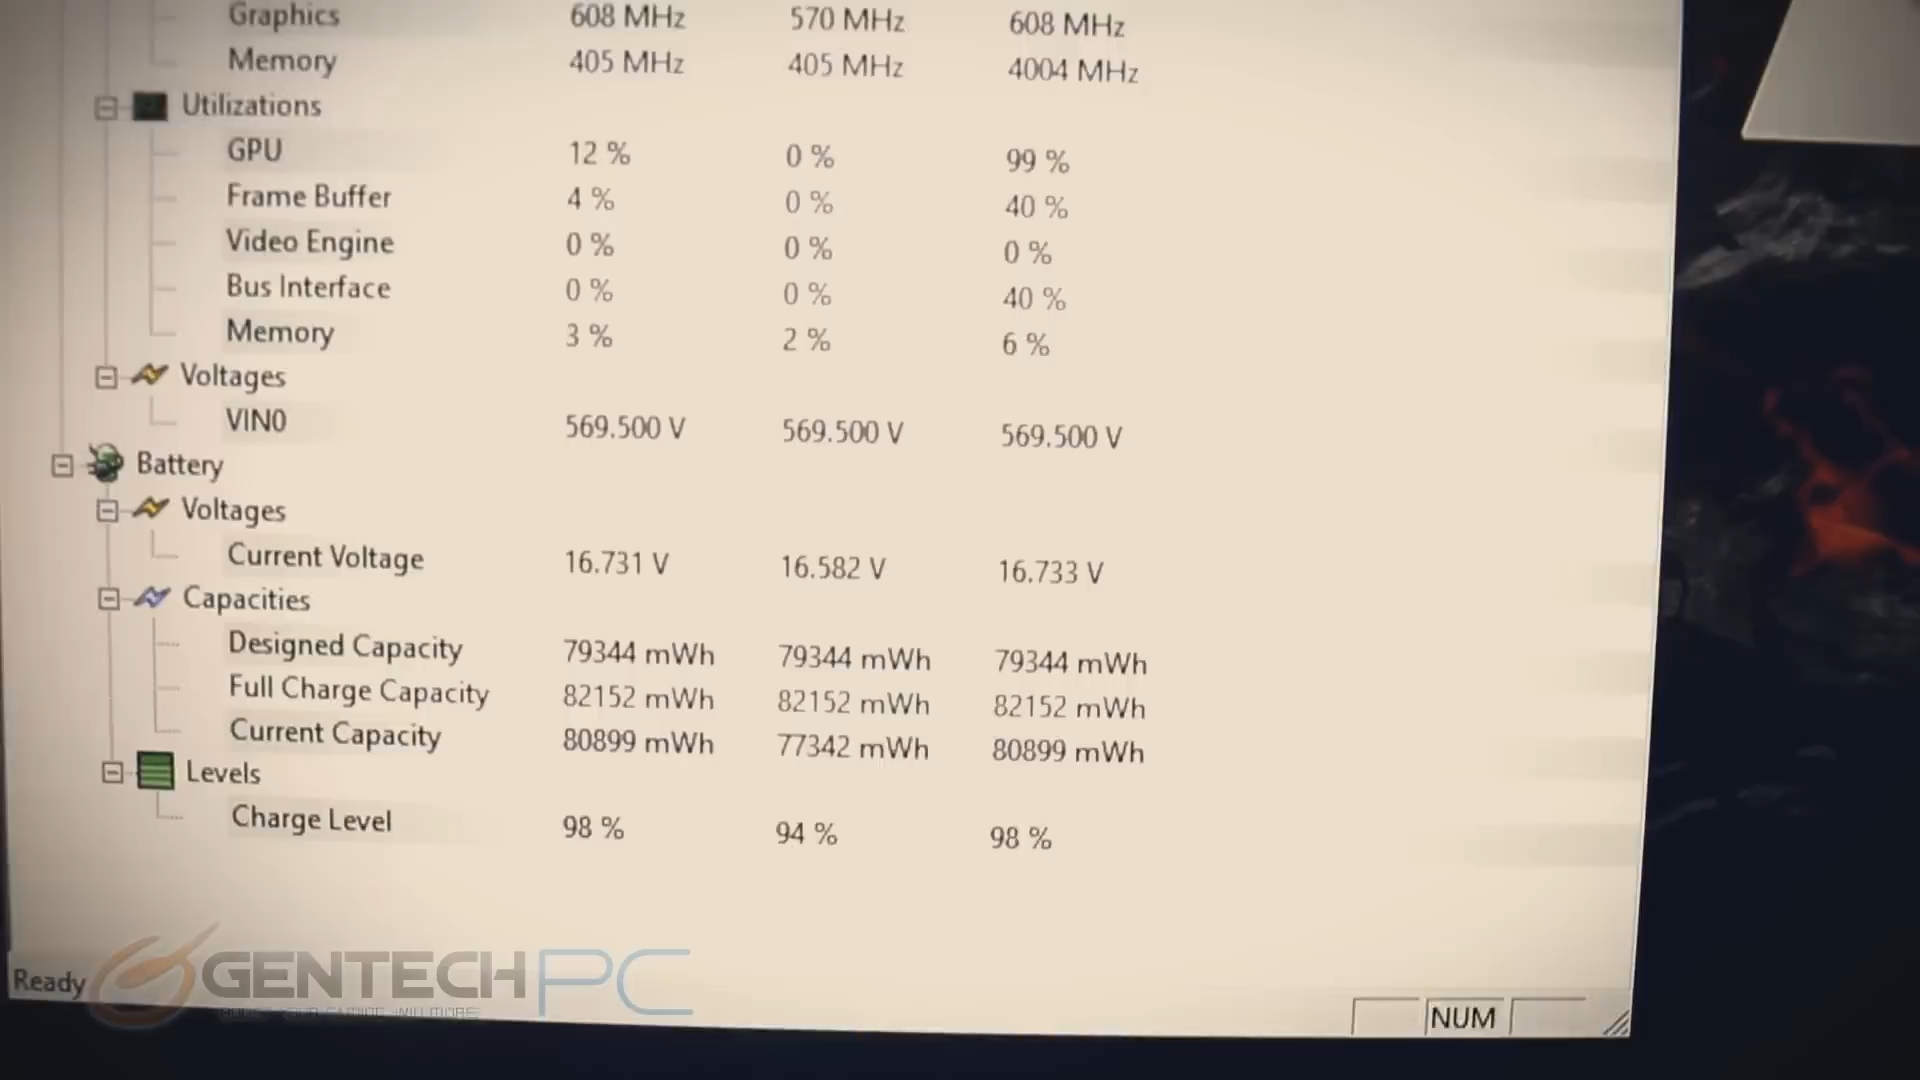 Graphics 608 MHz 570 MHz 608 MHz
Memory 405 MHz 405 MHz 4004 MHz
Utilizations
GPU 12 % 0 % 99 %
Frame Buffer 4 % 0 % 40 %
Video Engine 0 % 0 % 0 %
Bus Interface 0 % 0 % 40 %
Memory 3 % 2 % 6 %
Voltages
VIN0 569.500 V 569.500 V 569.500 V
Battery
Voltages
Current Voltage 16.731 V 16.582 V 16.733 V
Capacities
Designed Capacity 79344 mWh 79344 mWh 79344 mWh
Full Charge Capacity 82152 mWh 82152 mWh 82152 mWh
Current Capacity 80899 mWh 77342 mWh 80899 mWh
Levels
Charge Level 98 % 94 % 98 %
Ready
GENTECH PC
NUM